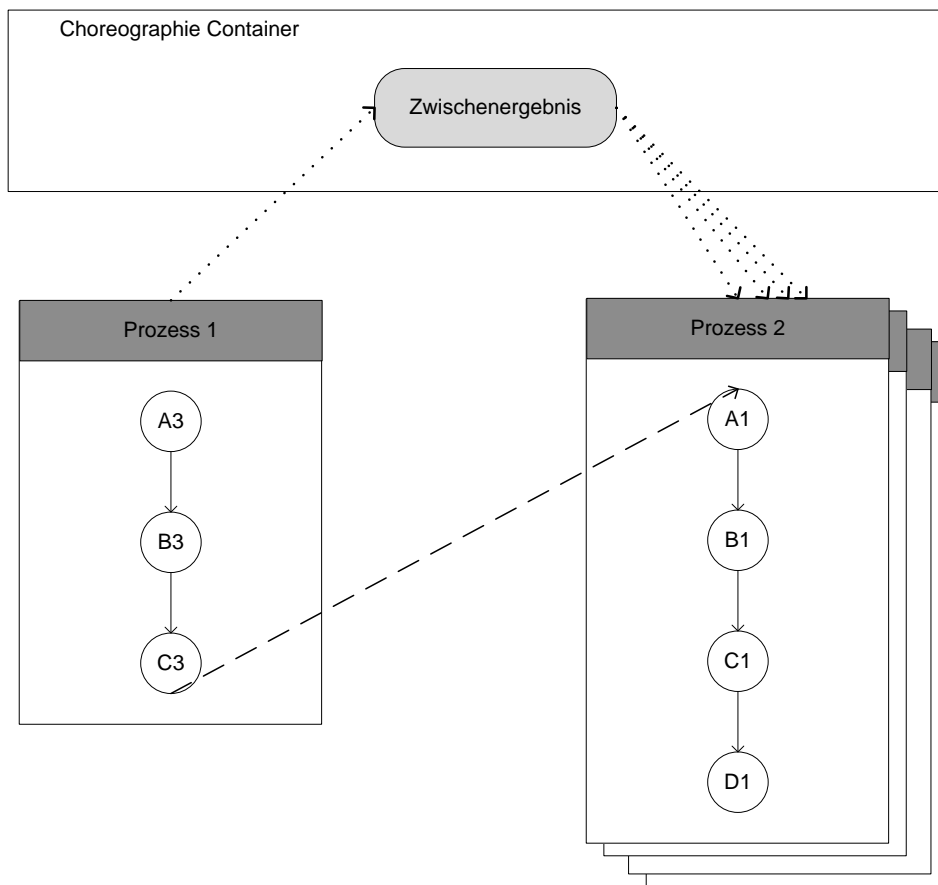 Choreographie Container
Zwischenergebnis
Prozess 1
A3
B3
C3
Prozess 2
A1
B1
C1
D1